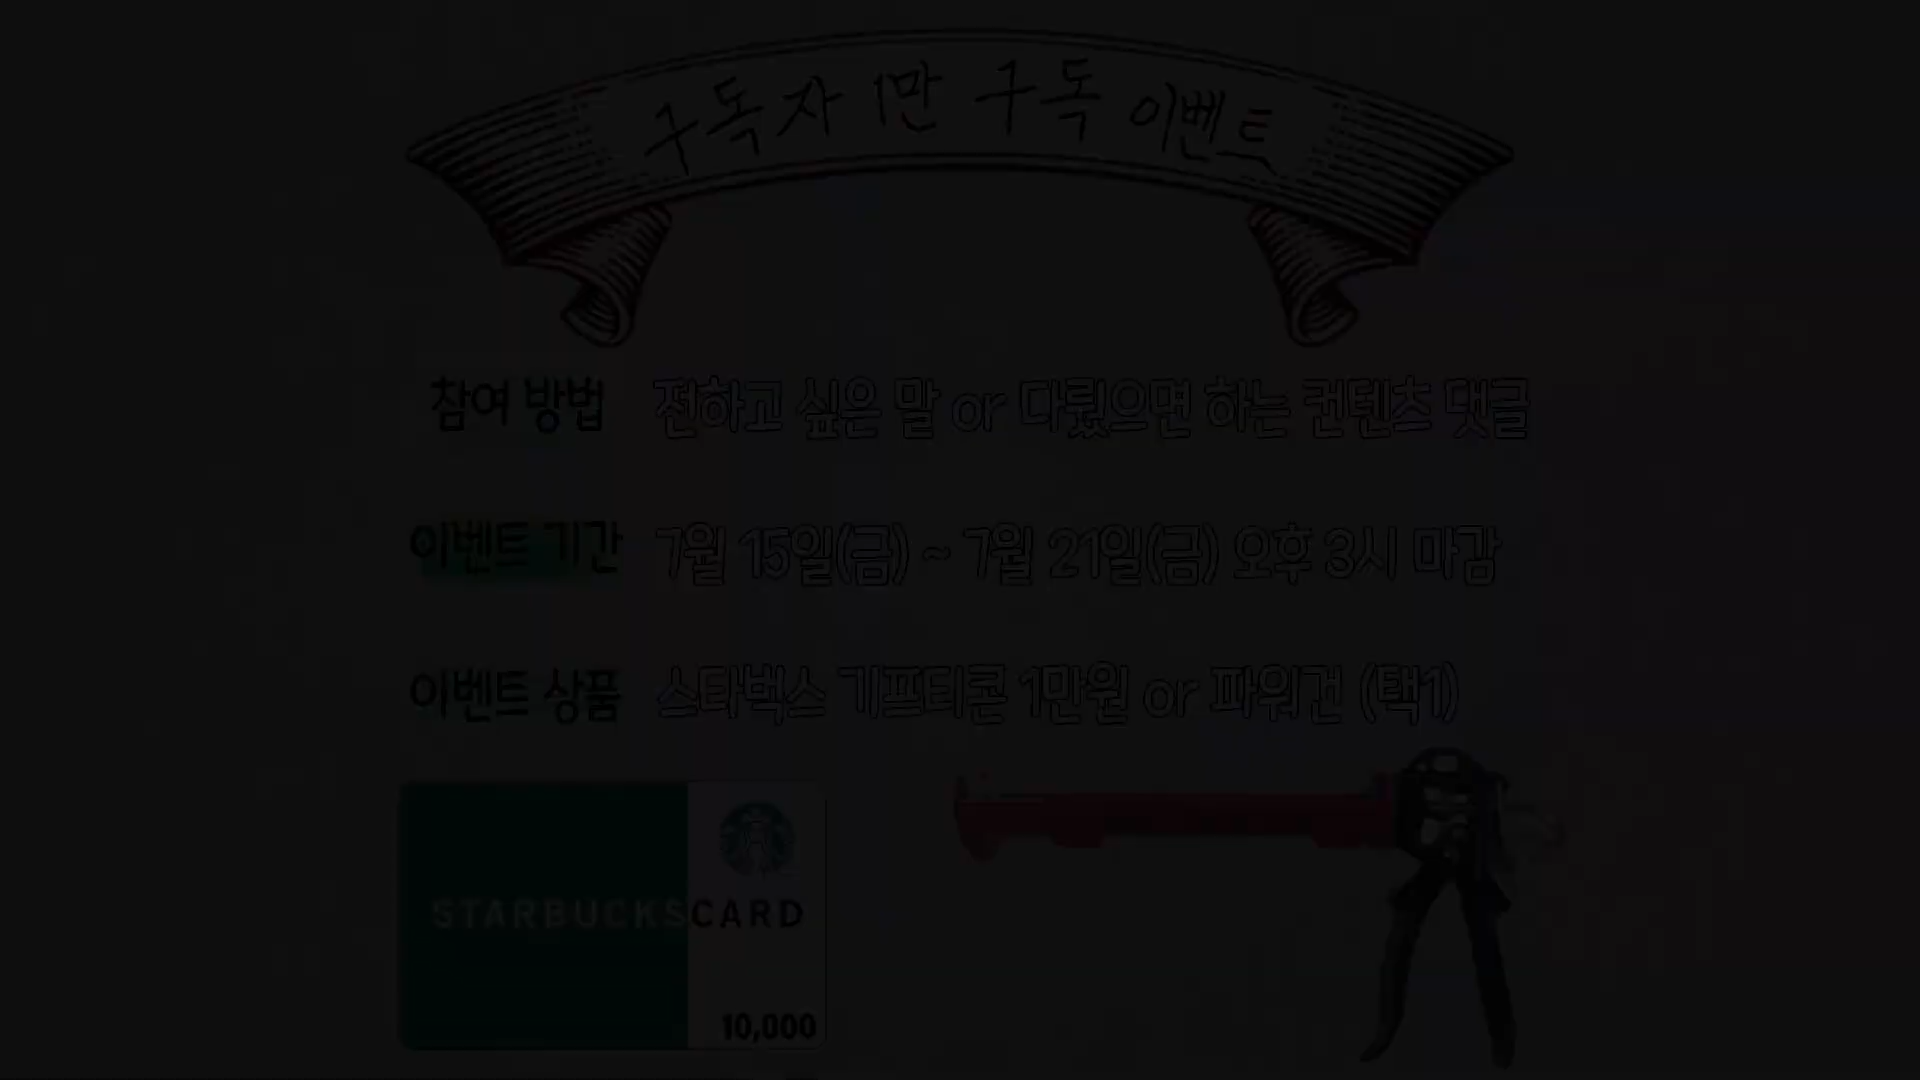 구독자 1만 구독 이벤트
참여 방법 전하고 싶은 말 or 다뤘으면 하는 컨텐츠 댓글
이벤트 기간 7월 15일(금) ~ 7월 21일(금) 오후 3시 마감
이벤트 상품 스타벅스 기프티콘 1만원 or 파워건 (택1)
STARBUCKSCARD
10,000